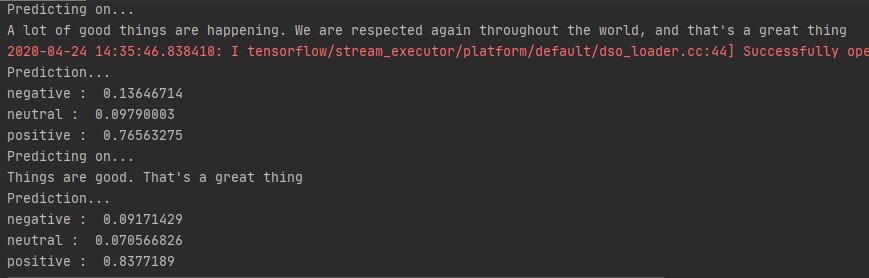 Predicting on...
A lot of good things are happening. We are respected again throughout the world, and that's a great thing
2020-04-24 14:35:46.838410: I tensorflow/stream_executor/platform/default/dso_loader.cc:44] Successfully ope
Prediction...
negative :  0.13646714
neutral :  0.09790003
positive :  0.76563275
Predicting on...
Things are good. That's a great thing
Prediction...
negative :  0.09171429
neutral :  0.070566826
positive :  0.8377189